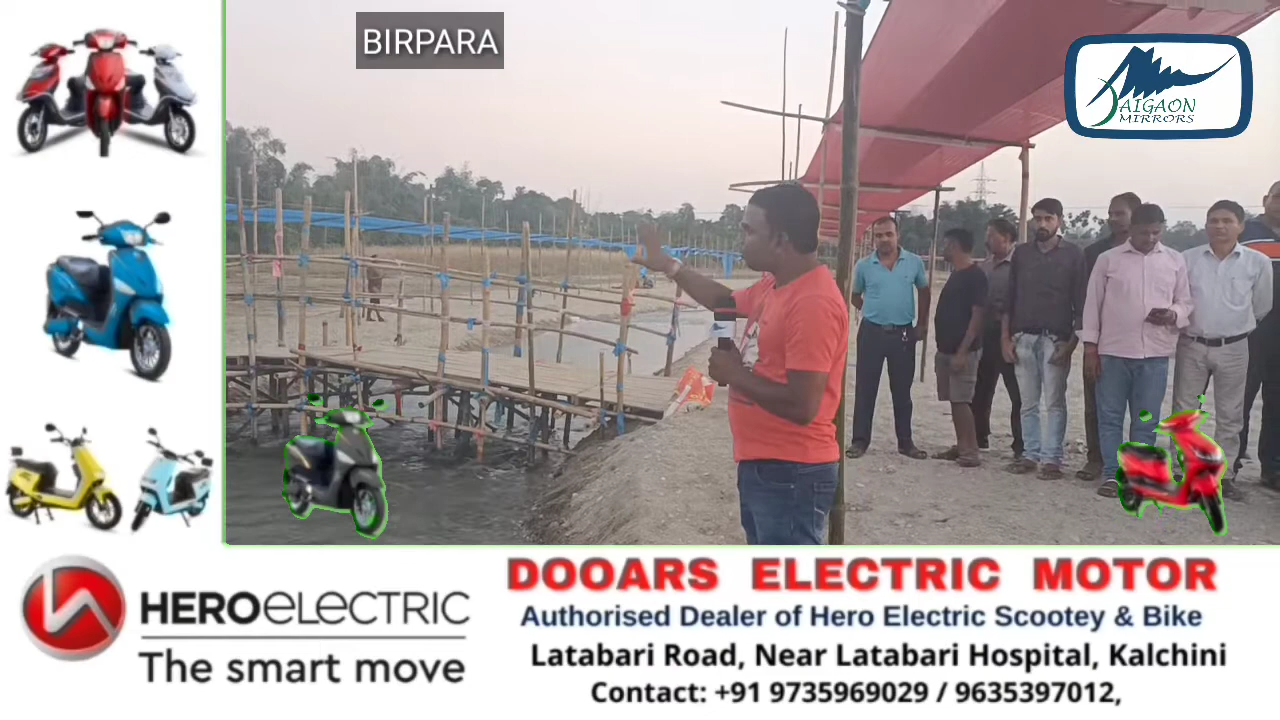 BIRPARA
JAIGAON
MIRRORS
HEROELECTRIC
The smart move
DOOARS ELECTRIC MOTOR
Authorised Dealer of Hero Electric Scootey & Bike
Latabari Road, Near Latabari Hospital, Kalchini
Contact: +91 9735969029 / 9635397012,